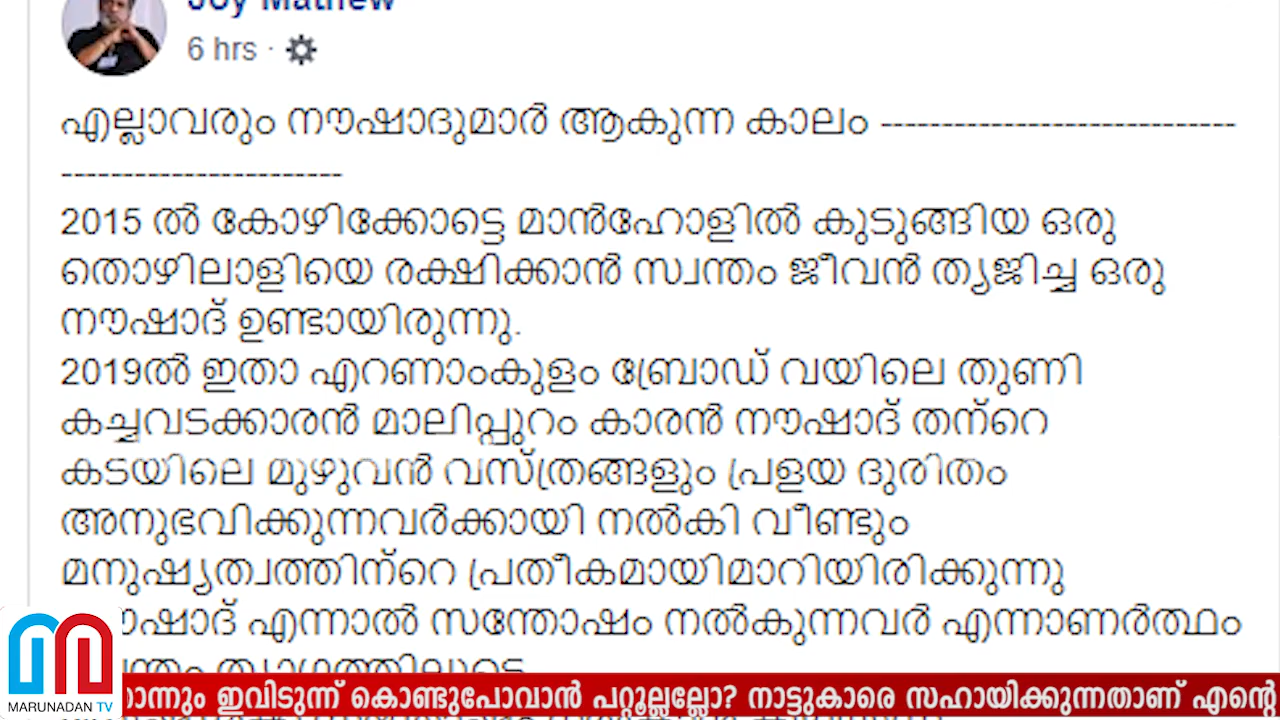 Joy Mathew
6 hrs ·
എല്ലാവരും നൗഷാദുമാർ ആകുന്ന കാലം -----------------------------
-----------------------
2015 ൽ കോഴിക്കോട്ടെ മാൻഹോളിൽ കുടുങ്ങിയ ഒരു
തൊഴിലാളിയെ രക്ഷിക്കാൻ സ്വന്തം ജീവൻ ത്യജിച്ച ഒരു
നൗഷാദ് ഉണ്ടായിരുന്നു.
2019ൽ ഇതാ എറണാംകുളം ബ്രോഡ് വയിലെ തുണി
കച്ചവടക്കാരൻ മാലിപ്പുറം കാരൻ നൗഷാദ് തന്റെ
കടയിലെ മുഴുവൻ വസ്ത്രങ്ങളും പ്രളയ ദുരിതം
അനുഭവിക്കുന്നവർക്കായി നൽകി വീണ്ടും
മനുഷ്യത്വത്തിന്റെ പ്രതീകമായിമാറിയിരിക്കുന്നു
എന്നാൽ സന്തോഷം നൽകുന്നവർ എന്നാണർത്ഥം
ഇവിടുന്ന് കൊണ്ടുപോവാൻ പറ്റൂല്ലല്ലോ? നാട്ടുകാരെ സഹായിക്കുന്നതാണ് എന്റെ
MARUNADAN TV